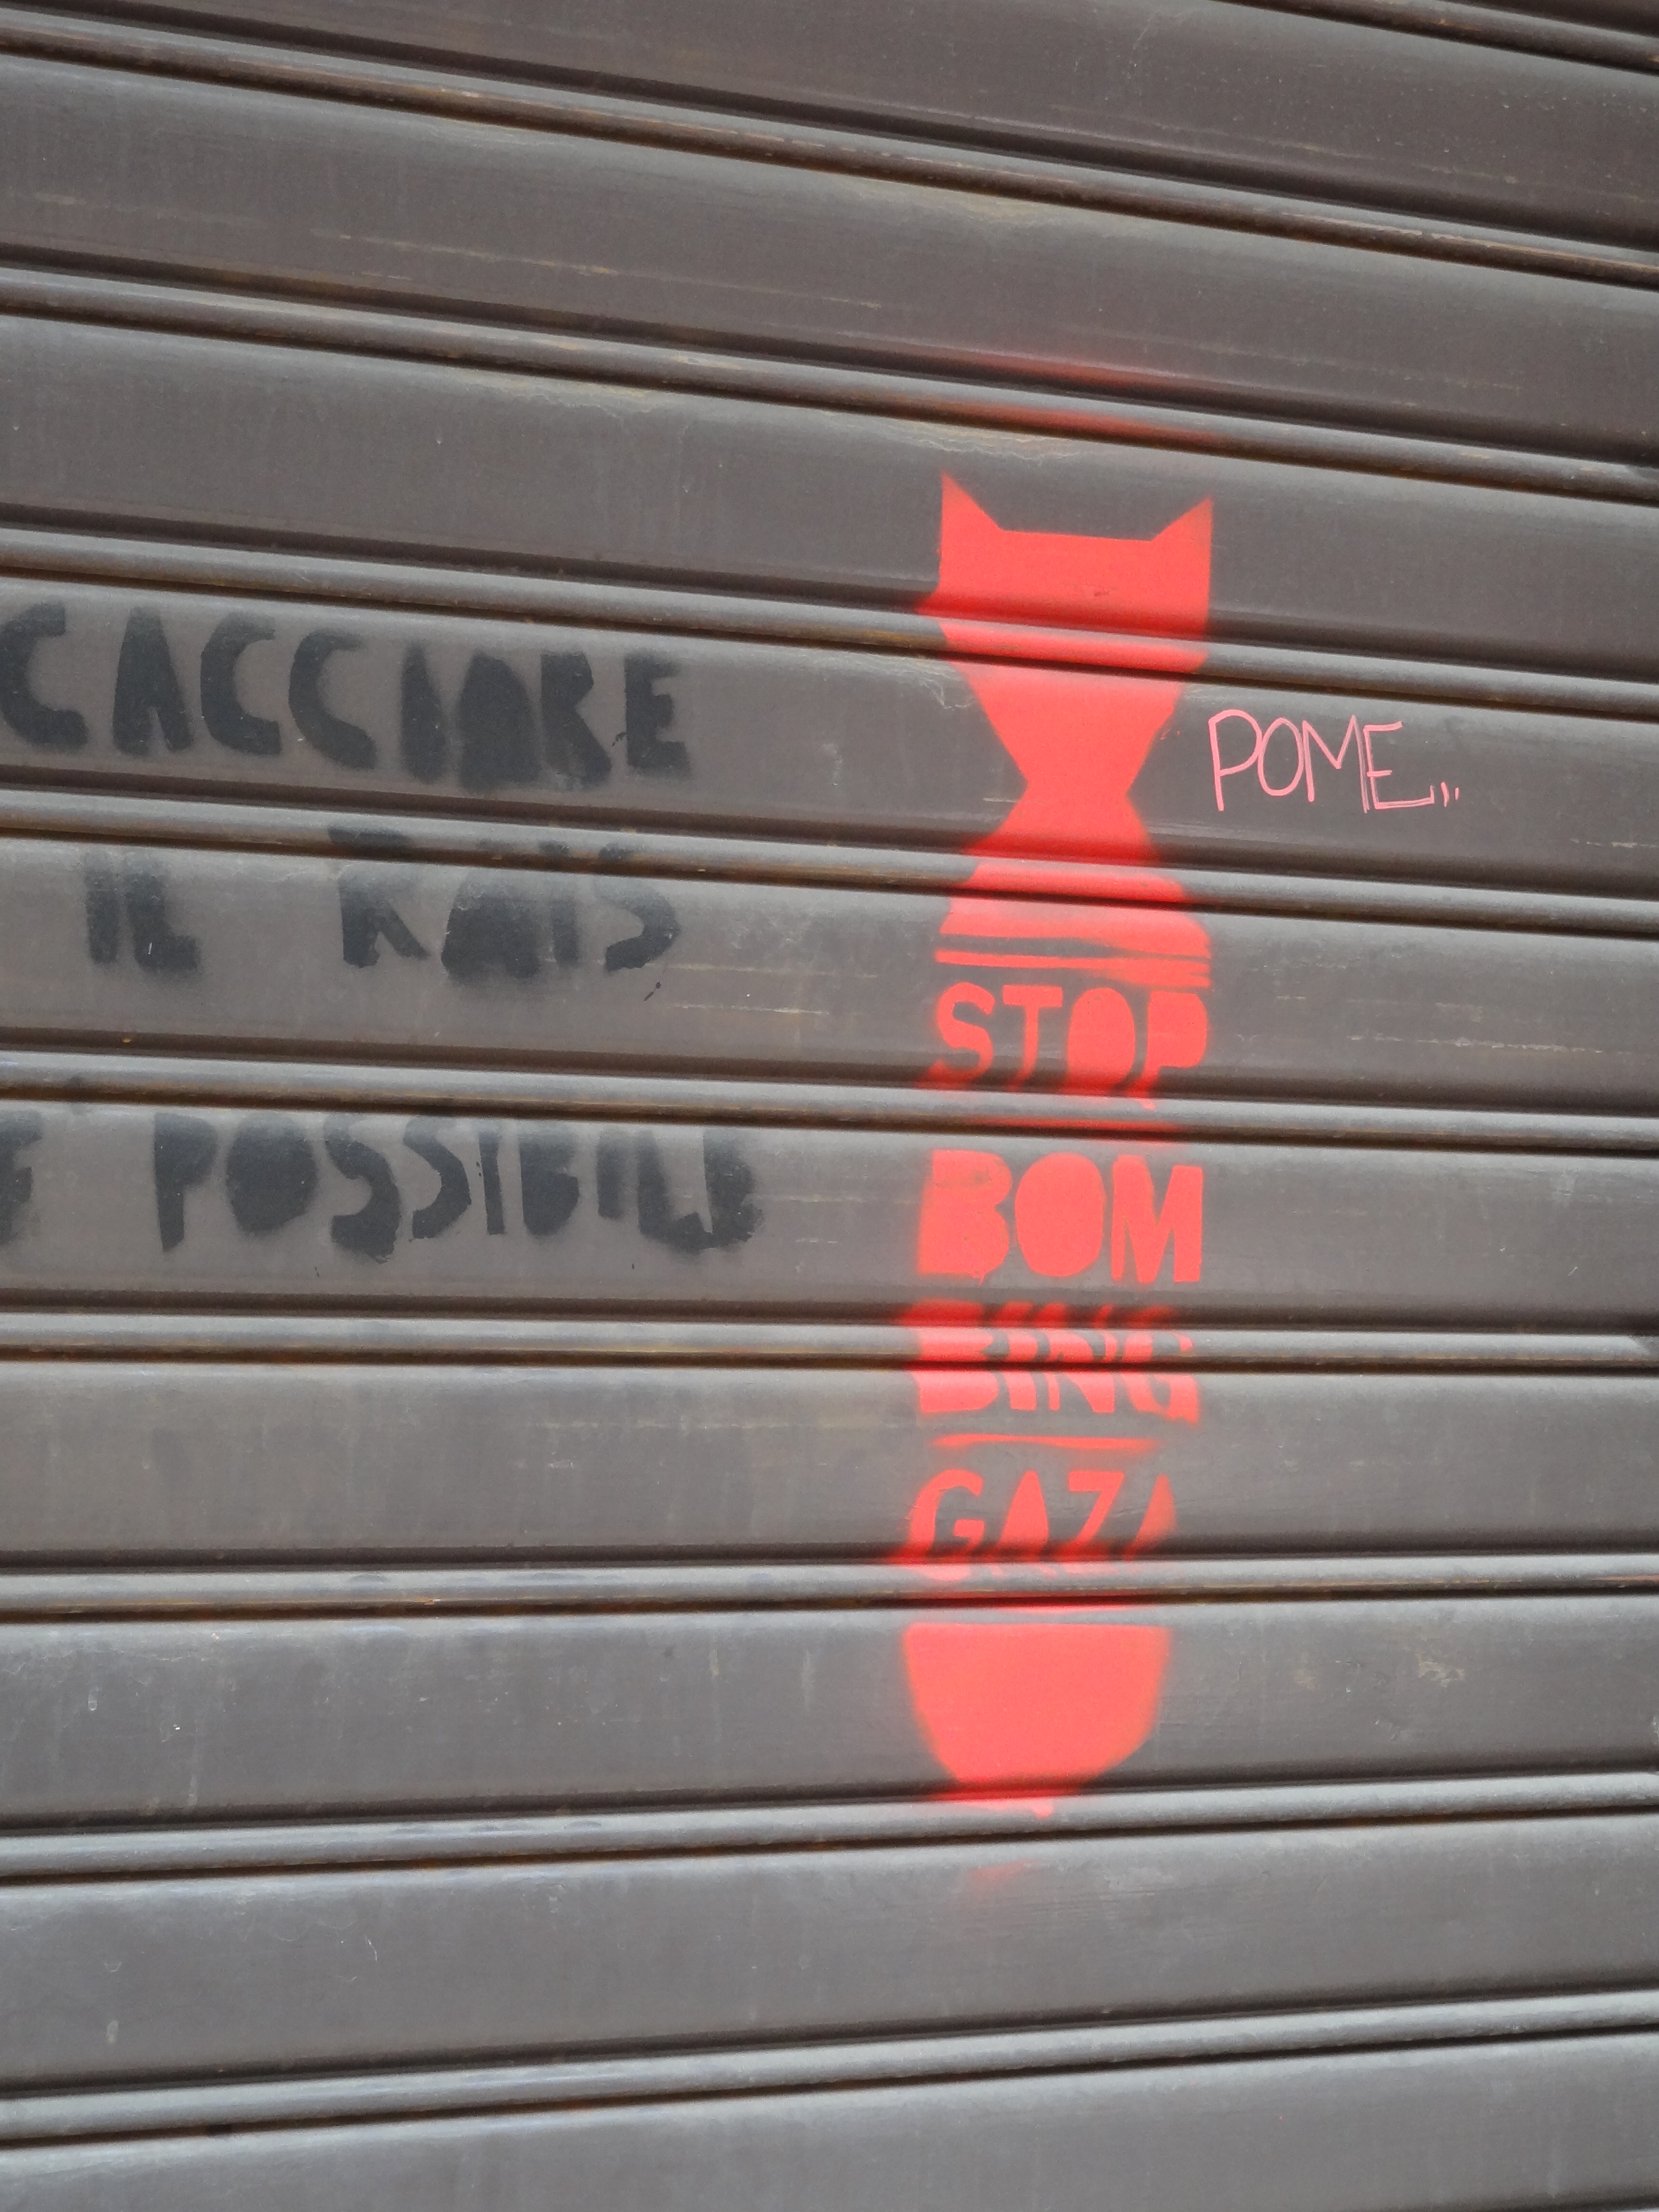 CACCIARE
IL RAIS
E' POSSIBILE
STOP
BOM
BING
GAZA
POME...